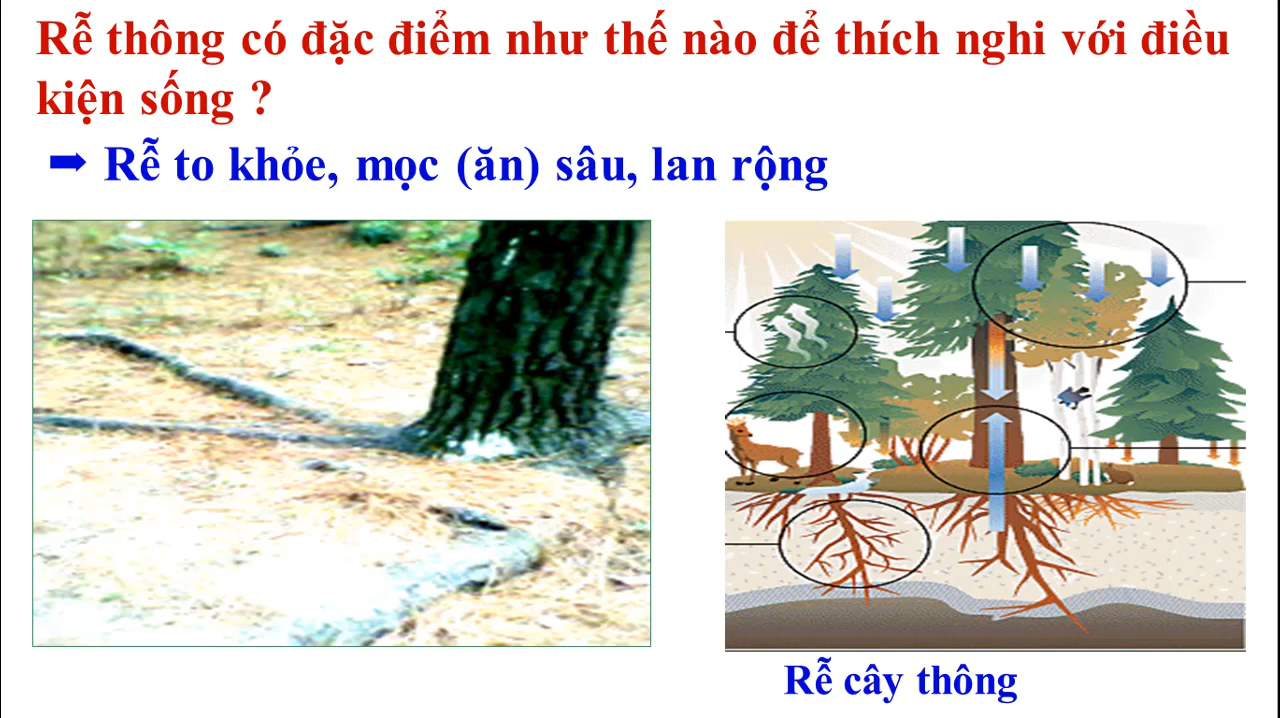 Rễ thông có đặc điểm như thế nào để thích nghi với điều
kiện sống ?
➡ Rễ to khỏe, mọc (ăn) sâu, lan rộng
Rễ cây thông